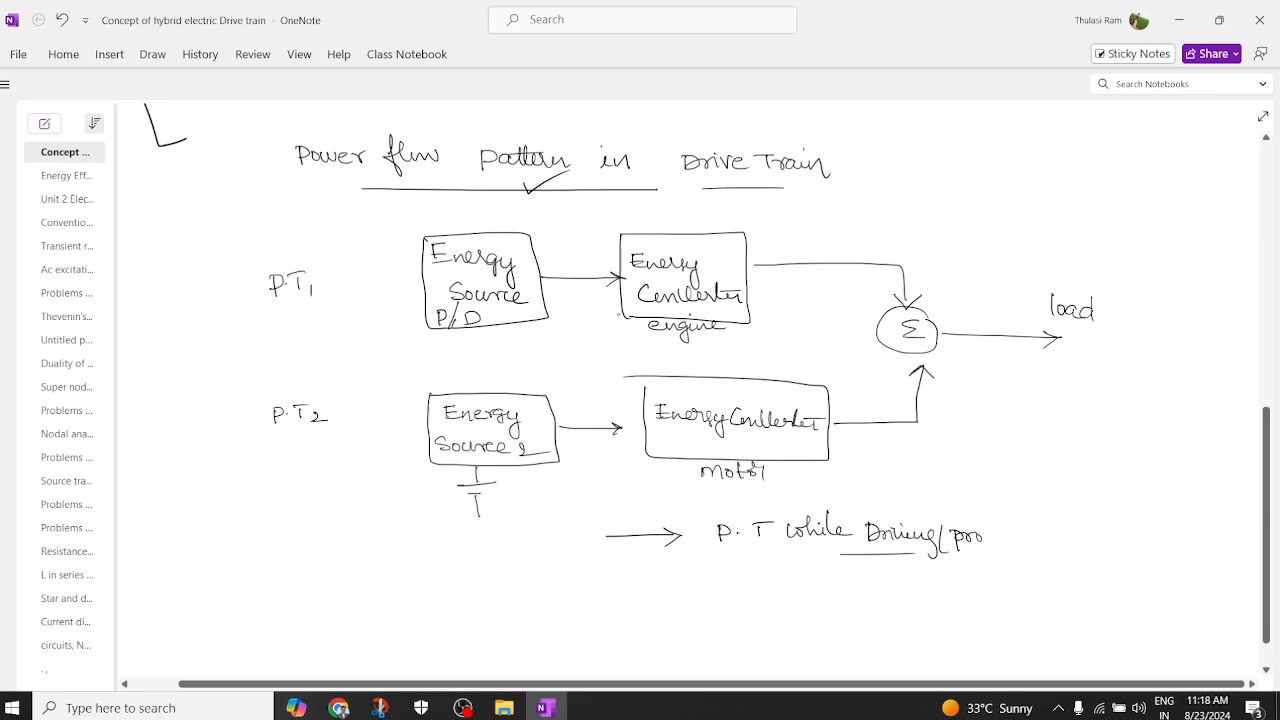 Concept of hybrid electric Drive train - OneNote
Search
Thulasi Ram
File Home Insert Draw History Review View Help Class Notebook
Sticky Notes
Share
Search Notebooks
Concept ...
Energy Eff...
Unit 2 Elec...
Conventio...
Transient r...
Ac excitati...
Problems ...
Thevenin's...
Untitled p...
Duality of ...
Super nod...
Problems ...
Nodal ana...
Problems ...
Source tra...
Problems ...
Problems ...
Resistance...
L in series ...
Star and d...
Current di...
circuits, N...
Power flow pattern in Drive Train
P.T1
Energy
Source
P/D
Energy
Converter
engine
Σ
load
P.T2
Energy
Source 2
Energy Converter
motor
P.T while Driving/pro
Type here to search
33°C Sunny
ENG
IN
11:18 AM
8/23/2024
3